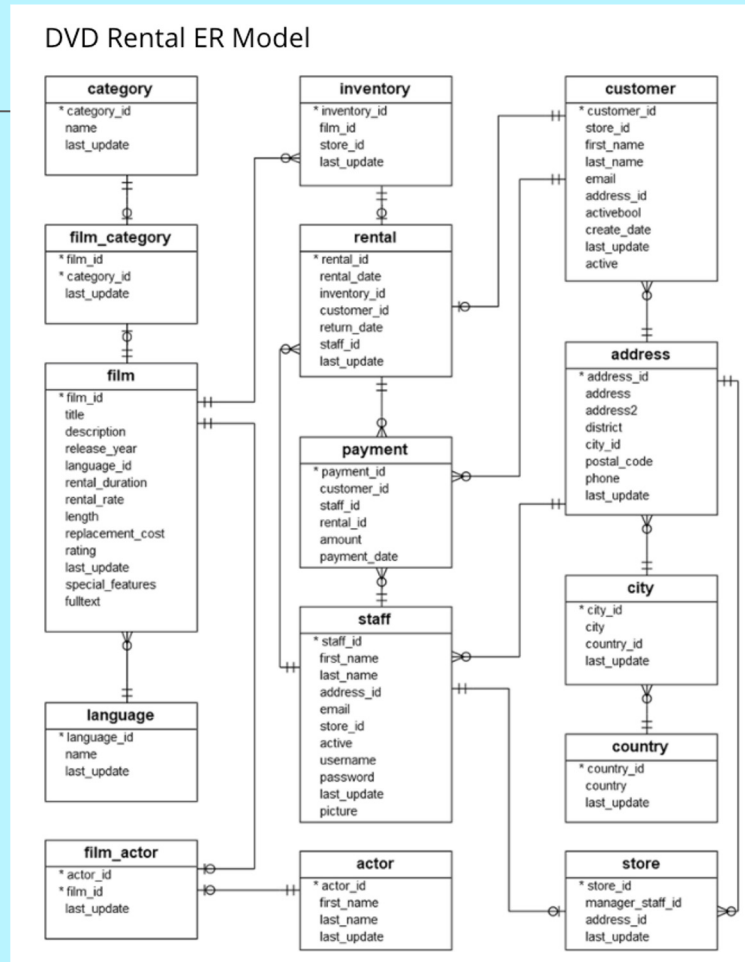 DVD Rental ER Model
category
* category_id
name
last_update
film_category
* film_id
* category_id
last_update
film
* film_id
title
description
release_year
language_id
rental_duration
rental_rate
length
replacement_cost
rating
last_update
special_features
fulltext
language
* language_id
name
last_update
film_actor
* actor_id
* film_id
last_update
inventory
* inventory_id
film_id
store_id
last_update
rental
* rental_id
rental_date
inventory_id
customer_id
return_date
staff_id
last_update
payment
* payment_id
customer_id
staff_id
rental_id
amount
payment_date
staff
* staff_id
first_name
last_name
address_id
email
store_id
active
username
password
last_update
picture
actor
* actor_id
first_name
last_name
last_update
customer
* customer_id
store_id
first_name
last_name
email
address_id
activebool
create_date
last_update
active
address
* address_id
address
address2
district
city_id
postal_code
phone
last_update
city
* city_id
city
country_id
last_update
country
* country_id
country
last_update
store
* store_id
manager_staff_id
address_id
last_update